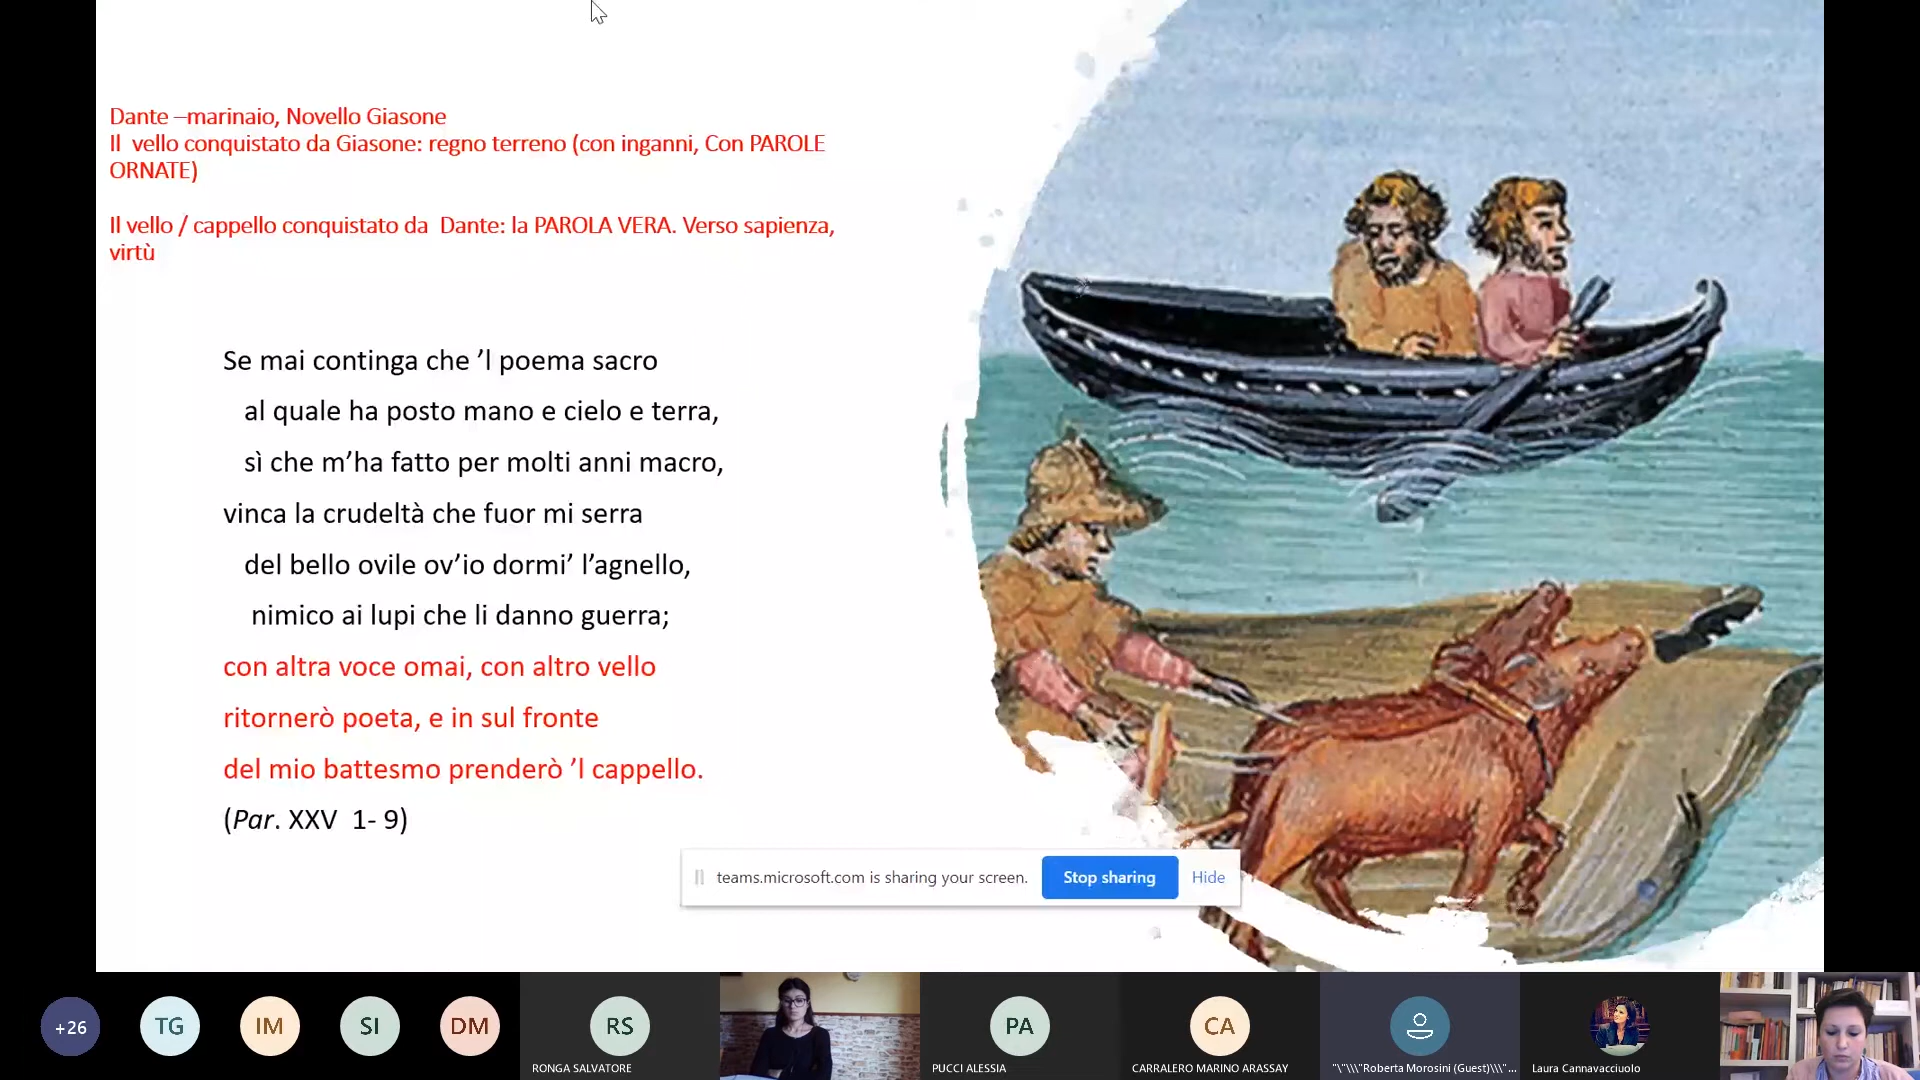 Dante –marinaio, Novello Giasone
Il  vello conquistato da Giasone: regno terreno (con inganni, Con PAROLE
ORNATE)
Il vello / cappello conquistato da  Dante: la PAROLA VERA. Verso sapienza,
virtù
Se mai continga che ’l poema sacro
al quale ha posto mano e cielo e terra,
sì che m’ha fatto per molti anni macro,
vinca la crudeltà che fuor mi serra
del bello ovile ov’io dormi’ l’agnello,
nimico ai lupi che li danno guerra;
con altra voce omai, con altro vello
ritornerò poeta, e in sul fronte
del mio battesmo prenderò ’l cappello.
(Par. XXV  1- 9)
teams.microsoft.com is sharing your screen.
Stop sharing
Hide
+26
TG
IM
SI
DM
RS
PA
CA
RONGA SALVATORE
PUCCI ALESSIA
CARRALERO MARINO ARASSAY
"\"\\\"Roberta Morosini (Guest)\\\" ...
Laura Cannavacciuolo